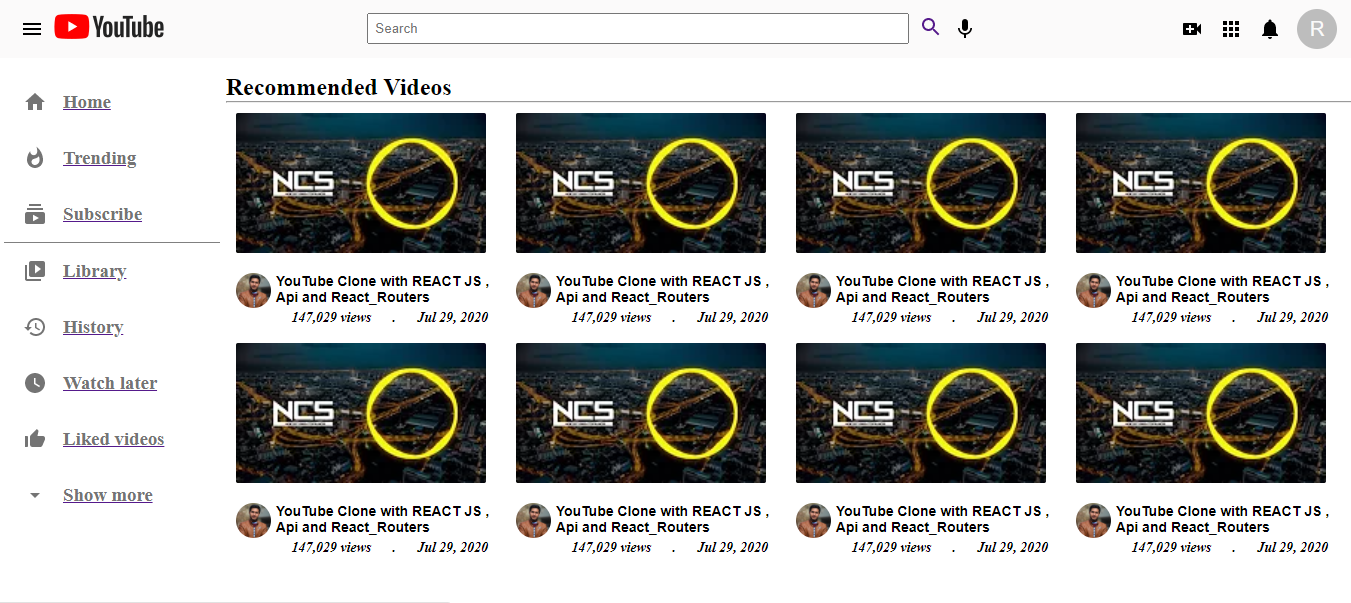 YouTube
Search
R
Home
Trending
Subscribe
Library
History
Watch later
Liked videos
Show more
Recommended Videos
NCS
NCS
NCS
NCS
YouTube Clone with REACT JS ,
Api and React_Routers
147,029 views . Jul 29, 2020
YouTube Clone with REACT JS ,
Api and React_Routers
147,029 views . Jul 29, 2020
YouTube Clone with REACT JS ,
Api and React_Routers
147,029 views . Jul 29, 2020
YouTube Clone with REACT JS ,
Api and React_Routers
147,029 views . Jul 29, 2020
NCS
NCS
NCS
NCS
YouTube Clone with REACT JS ,
Api and React_Routers
147,029 views . Jul 29, 2020
YouTube Clone with REACT JS ,
Api and React_Routers
147,029 views . Jul 29, 2020
YouTube Clone with REACT JS ,
Api and React_Routers
147,029 views . Jul 29, 2020
YouTube Clone with REACT JS ,
Api and React_Routers
147,029 views . Jul 29, 2020